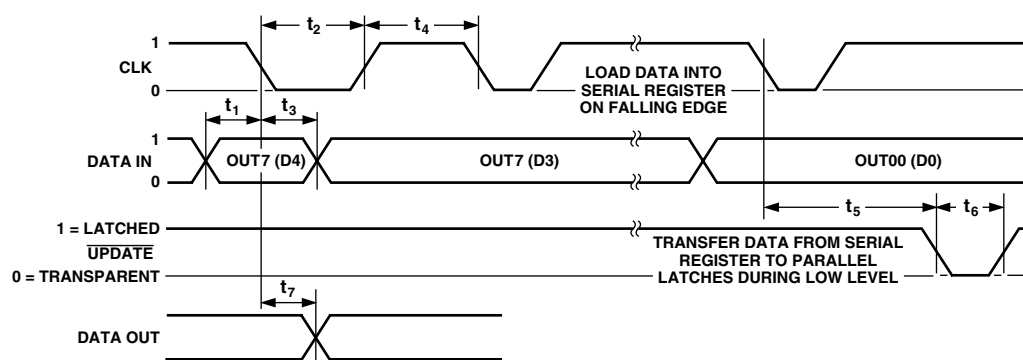 t2
t4
1
CLK
0
LOAD DATA INTO
SERIAL REGISTER
ON FALLING EDGE
t1
t3
1
DATA IN
0
OUT7 (D4)
OUT7 (D3)
OUT00 (D0)
t5
t6
1 = LATCHED
UPDATE
0 = TRANSPARENT
TRANSFER DATA FROM SERIAL
REGISTER TO PARALLEL
LATCHES DURING LOW LEVEL
t7
DATA OUT